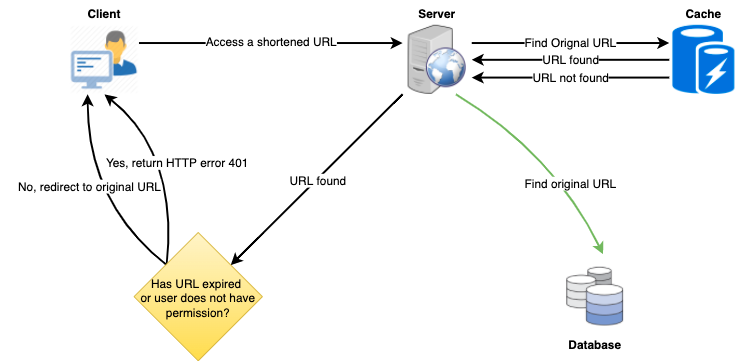 Client
Server
Cache
Access a shortened URL
Find Orignal URL
URL found
URL not found
Yes, return HTTP error 401
No, redirect to original URL
URL found
Find original URL
Has URL expired
or user does not have
permission?
Database